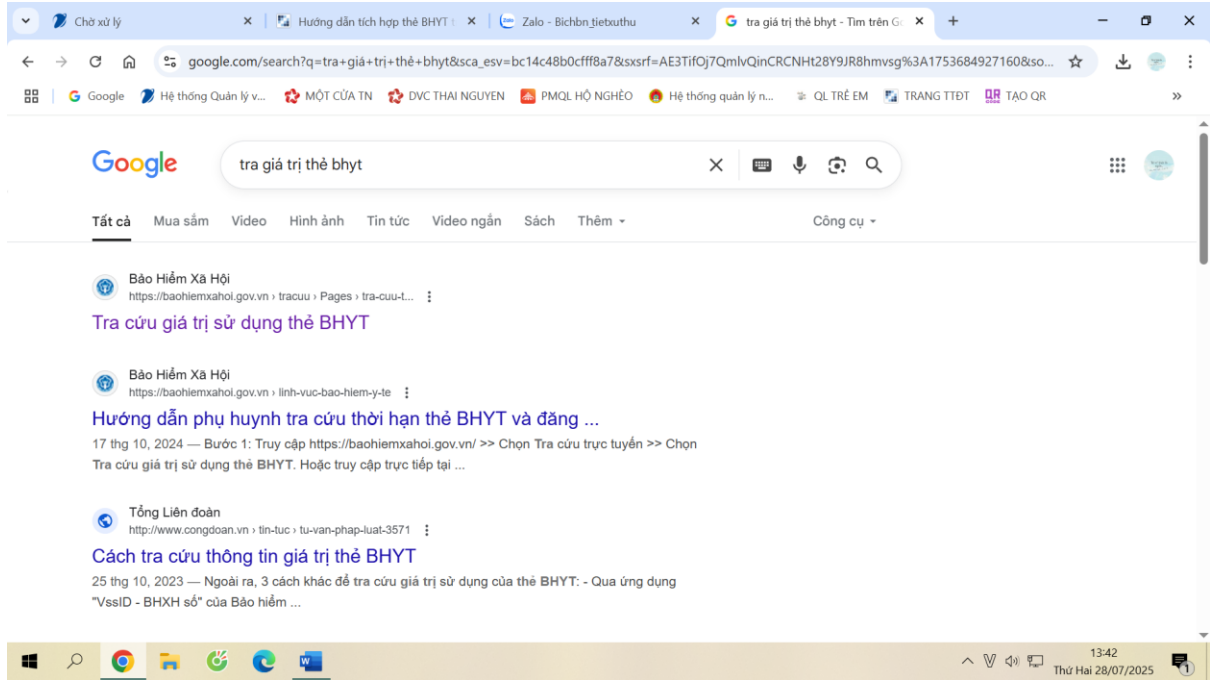 Chờ xử lý
Hướng dẫn tích hợp thẻ BHYT
Zalo - Bichbn_tietxuthu
tra giá trị thẻ bhyt - Tìm trên Go
google.com/search?q=tra+giá+trị+thẻ+bhyt&sca_esv=bc14c48b0cfff8a7&sxsrf=AE3TifOj7QmIvQinCRCNHt28Y9JR8hmvsg%3A1753684927160&so...
Google
Hệ thống Quản lý v...
MỘT CỬA TN
DVC THAI NGUYEN
PMQL HỘ NGHÈO
Hệ thống quản lý n...
QL TRẺ EM
TRANG TTĐT
TẠO QR
Google
tra giá trị thẻ bhyt
Tất cả Mua sắm Video Hình ảnh Tin tức Video ngắn Sách Thêm Công cụ
Bảo Hiểm Xã Hội
https://baohiemxahoi.gov.vn › tracuu › Pages › tra-cuu-t...
Tra cứu giá trị sử dụng thẻ BHYT
Bảo Hiểm Xã Hội
https://baohiemxahoi.gov.vn › linh-vuc-bao-hiem-y-te
Hướng dẫn phụ huynh tra cứu thời hạn thẻ BHYT và đăng ...
17 thg 10, 2024 — Bước 1: Truy cập https://baohiemxahoi.gov.vn/ >> Chọn Tra cứu trực tuyến >> Chọn
Tra cứu giá trị sử dụng thẻ BHYT. Hoặc truy cập trực tiếp tại ...
Tổng Liên đoàn
http://www.congdoan.vn › tin-tuc › tu-van-phap-luat-3571
Cách tra cứu thông tin giá trị thẻ BHYT
25 thg 10, 2023 — Ngoài ra, 3 cách khác để tra cứu giá trị sử dụng của thẻ BHYT: - Qua ứng dụng
"VssID - BHXH số" của Bảo hiểm ...
13:42
Thứ Hai 28/07/2025